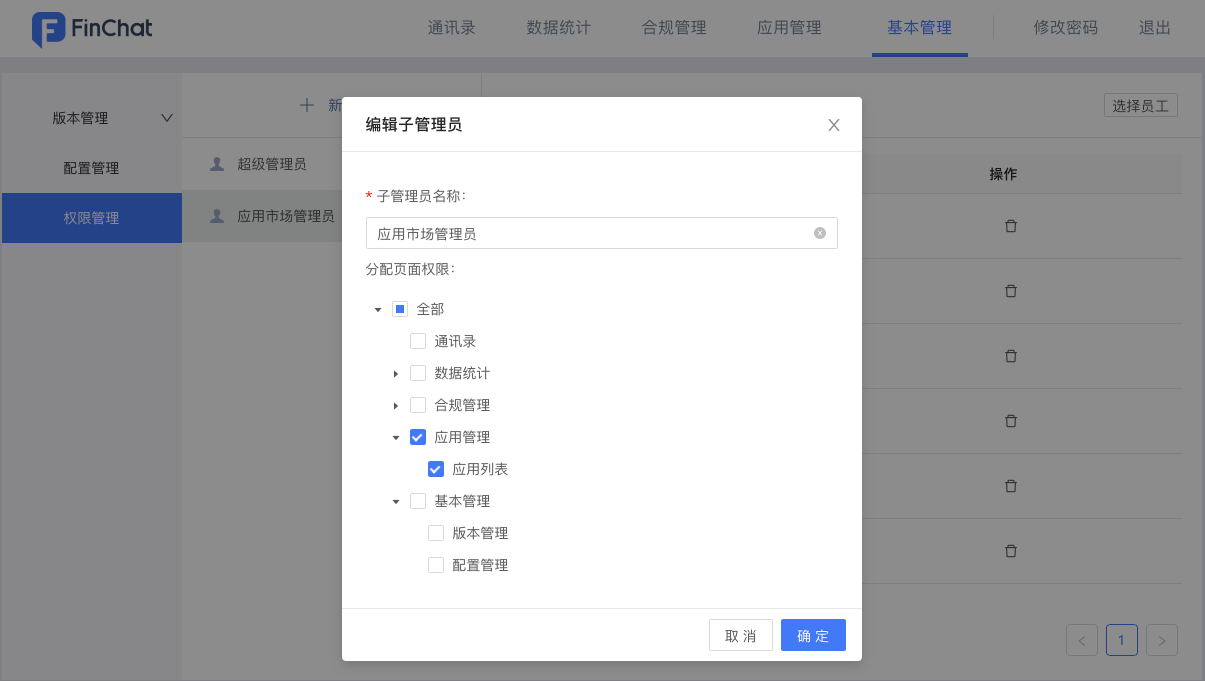 FinChat
通讯录
数据统计
合规管理
应用管理
基本管理
修改密码
退出
版本管理
配置管理
权限管理
新
超级管理员
应用市场管理员
选择员工
操作
编辑子管理员
* 子管理员名称:
应用市场管理员
分配页面权限:
全部
通讯录
数据统计
合规管理
应用管理
应用列表
基本管理
版本管理
配置管理
取 消
确 定
< 1 >